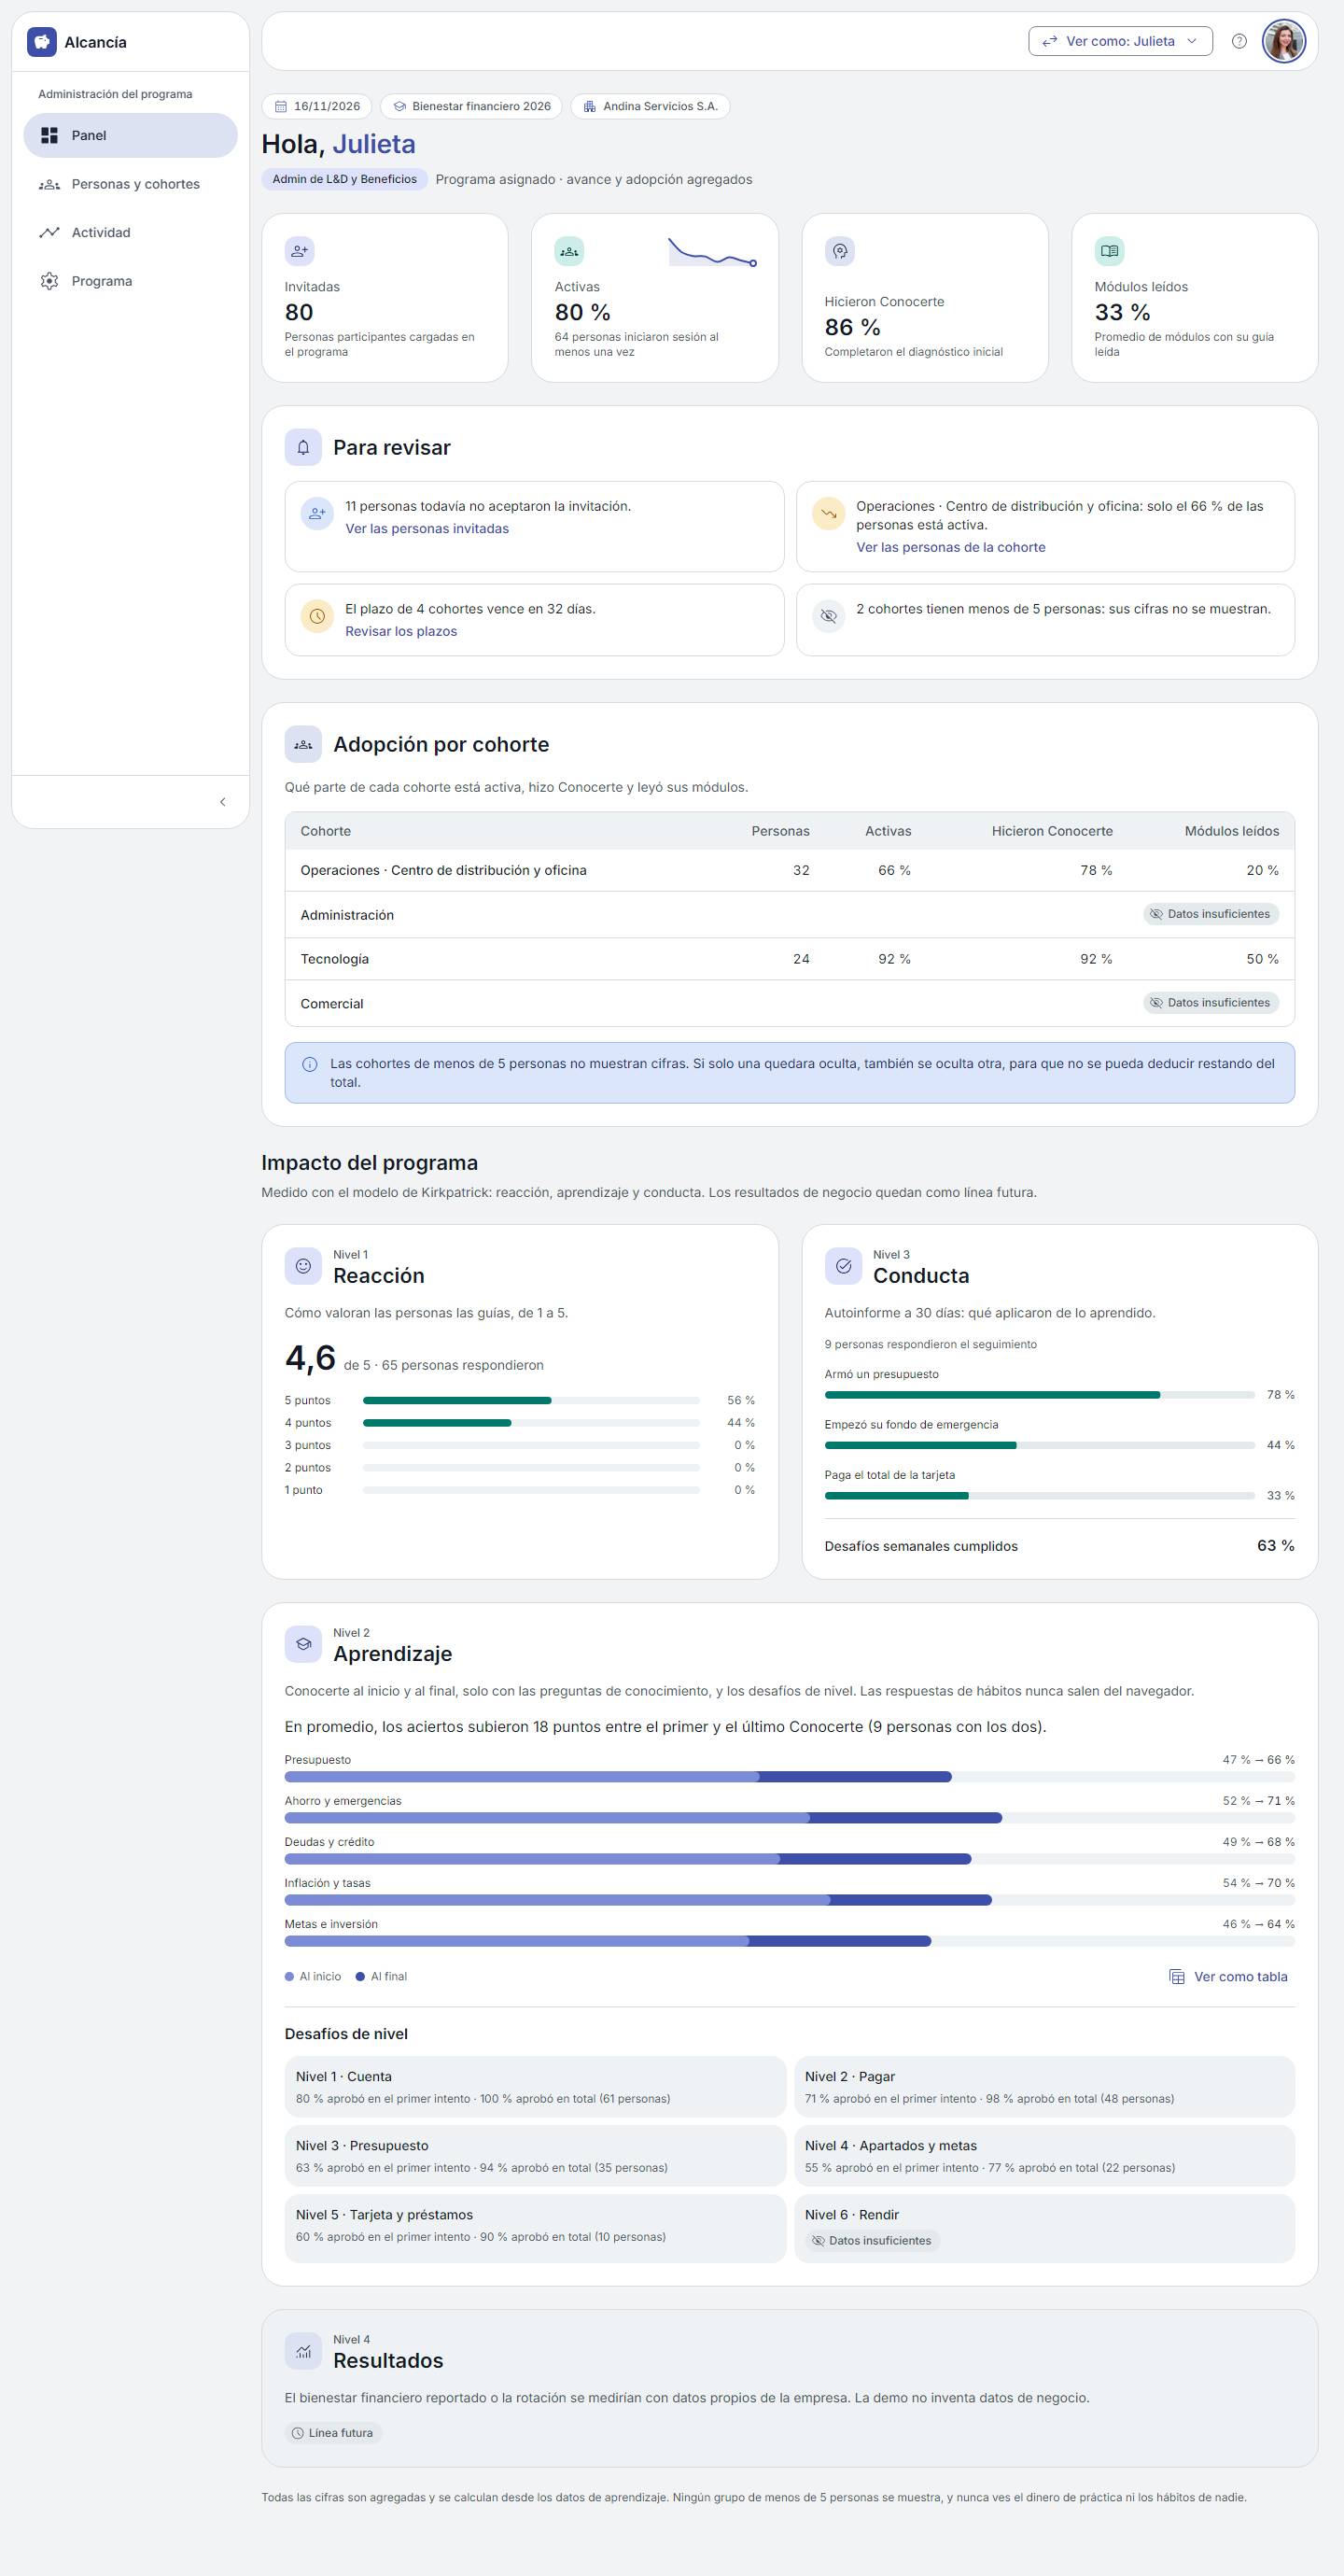 Alcancía
Ver como: Julieta
Administración del programa
Panel
Personas y cohortes
Actividad
Programa
16/11/2026
Bienestar financiero 2026
Andina Servicios S.A.
Hola, Julieta
Admin de L&D y Beneficios
Programa asignado · avance y adopción agregados
Invitadas
80
Personas participantes cargadas en
el programa
Activas
80 %
64 personas iniciaron sesión al
menos una vez
Hicieron Conocerte
86 %
Completaron el diagnóstico inicial
Módulos leídos
33 %
Promedio de módulos con su guía
leída
Para revisar
11 personas todavía no aceptaron la invitación.
Ver las personas invitadas
Operaciones · Centro de distribución y oficina: solo el 66 % de las
personas está activa.
Ver las personas de la cohorte
El plazo de 4 cohortes vence en 32 días.
Revisar los plazos
2 cohortes tienen menos de 5 personas: sus cifras no se muestran.
Adopción por cohorte
Qué parte de cada cohorte está activa, hizo Conocerte y leyó sus módulos.
Cohorte Personas Activas Hicieron Conocerte Módulos leídos
Operaciones · Centro de distribución y oficina 32 66 % 78 % 20 %
Administración Datos insuficientes
Tecnología 24 92 % 92 % 50 %
Comercial Datos insuficientes
Las cohortes de menos de 5 personas no muestran cifras. Si solo una quedara oculta, también se oculta otra, para que no se pueda deducir restando del
total.
Impacto del programa
Medido con el modelo de Kirkpatrick: reacción, aprendizaje y conducta. Los resultados de negocio quedan como línea futura.
Nivel 1
Reacción
Cómo valoran las personas las guías, de 1 a 5.
4,6 de 5 · 65 personas respondieron
5 puntos 56 %
4 puntos 44 %
3 puntos 0 %
2 puntos 0 %
1 punto 0 %
Nivel 3
Conducta
Autoinforme a 30 días: qué aplicaron de lo aprendido.
9 personas respondieron el seguimiento
Armó un presupuesto
78 %
Empezó su fondo de emergencia
44 %
Paga el total de la tarjeta
33 %
Desafíos semanales cumplidos 63 %
Nivel 2
Aprendizaje
Conocerte al inicio y al final, solo con las preguntas de conocimiento, y los desafíos de nivel. Las respuestas de hábitos nunca salen del navegador.
En promedio, los aciertos subieron 18 puntos entre el primer y el último Conocerte (9 personas con los dos).
Presupuesto 47 % → 66 %
Ahorro y emergencias 52 % → 71 %
Deudas y crédito 49 % → 68 %
Inflación y tasas 54 % → 70 %
Metas e inversión 46 % → 64 %
Al inicio Al final Ver como tabla
Desafíos de nivel
Nivel 1 · Cuenta
80 % aprobó en el primer intento · 100 % aprobó en total (61 personas)
Nivel 2 · Pagar
71 % aprobó en el primer intento · 98 % aprobó en total (48 personas)
Nivel 3 · Presupuesto
63 % aprobó en el primer intento · 94 % aprobó en total (35 personas)
Nivel 4 · Apartados y metas
55 % aprobó en el primer intento · 77 % aprobó en total (22 personas)
Nivel 5 · Tarjeta y préstamos
60 % aprobó en el primer intento · 90 % aprobó en total (10 personas)
Nivel 6 · Rendir
Datos insuficientes
Nivel 4
Resultados
El bienestar financiero reportado o la rotación se medirían con datos propios de la empresa. La demo no inventa datos de negocio.
Línea futura
Todas las cifras son agregadas y se calculan desde los datos de aprendizaje. Ningún grupo de menos de 5 personas se muestra, y nunca ves el dinero de práctica ni los hábitos de nadie.